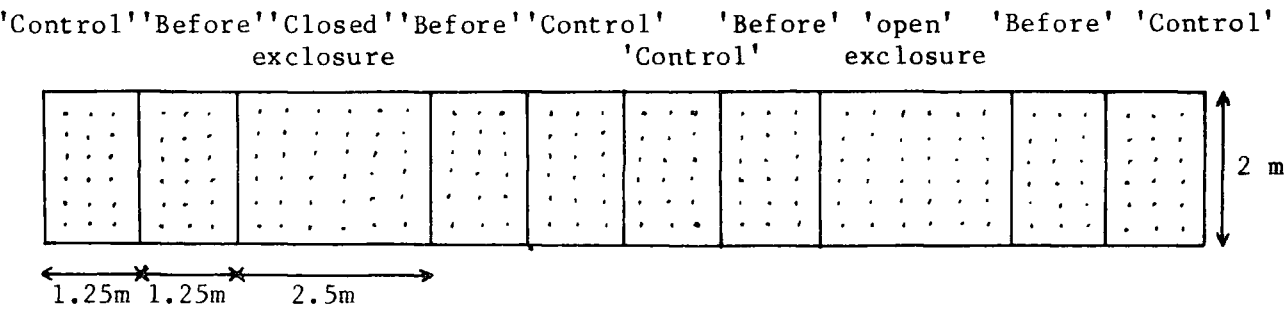 'Control' 'Before' 'Closed' 'Before' 'Control' 'Before' 'open' 'Before' 'Control'
exclosure 'Control' exclosure
2 m
1.25m 1.25m 2.5m